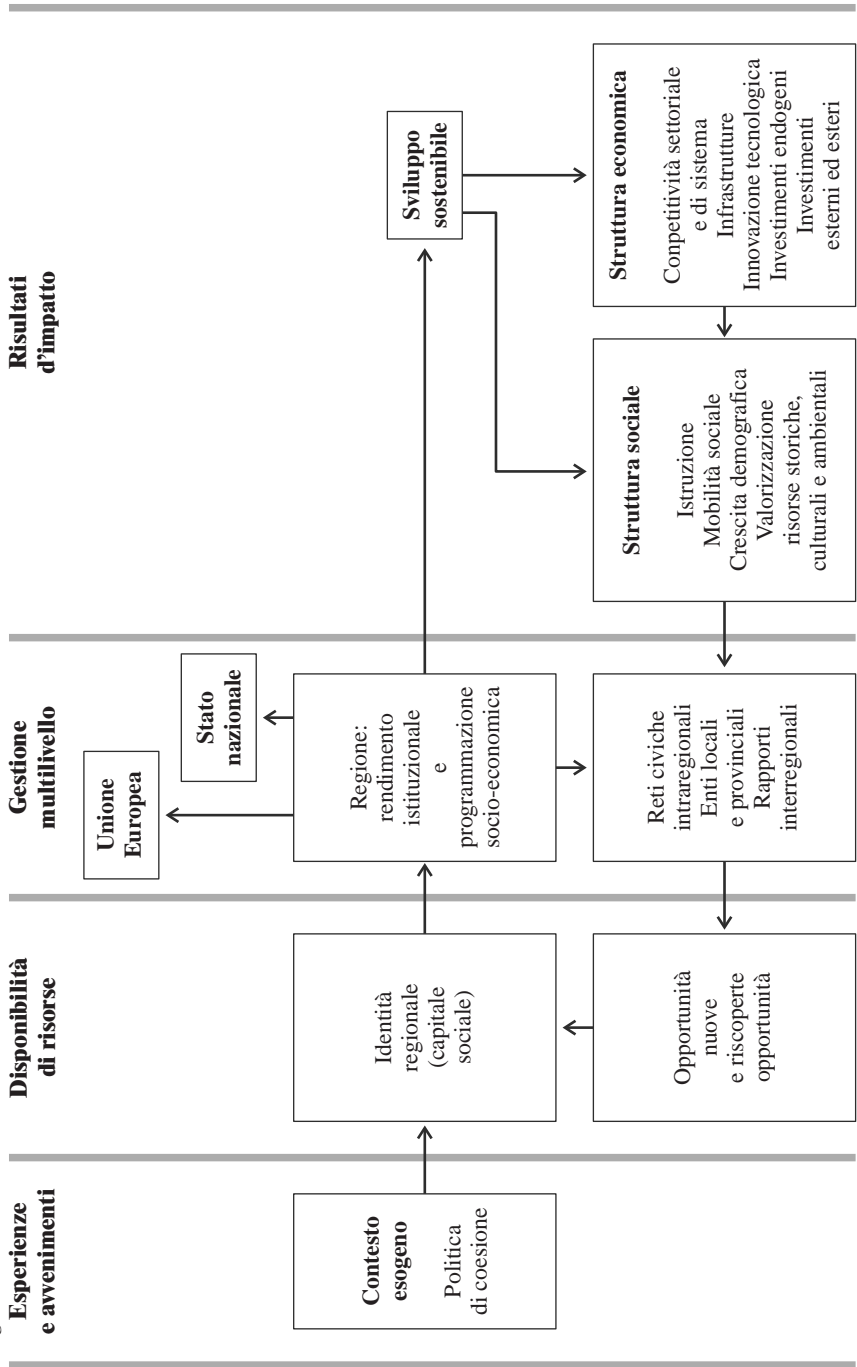 Esperienze
e avvenimenti
Disponibilità
di risorse
Gestione
multilivello
Risultati
d’impatto
Contesto
esogeno
Politica
di coesione
Identità
regionale
(capitale
sociale)
Opportunità
nuove
e riscoperte
opportunità
Unione
Europea
Stato
nazionale
Regione:
rendimento
istituzionale
e
programmazione
socio-economica
Reti civiche
intraregionali
Enti locali
e provinciali
Rapporti
interregionali
Sviluppo
sostenibile
Struttura sociale
Istruzione
Mobilità sociale
Crescita demografica
Valorizzazione
risorse storiche,
culturali e ambientali
Struttura economica
Conpetitività settoriale
e di sistema
Infrastrutture
Innovazione tecnologica
Investimenti endogeni
Investimenti
esterni ed esteri